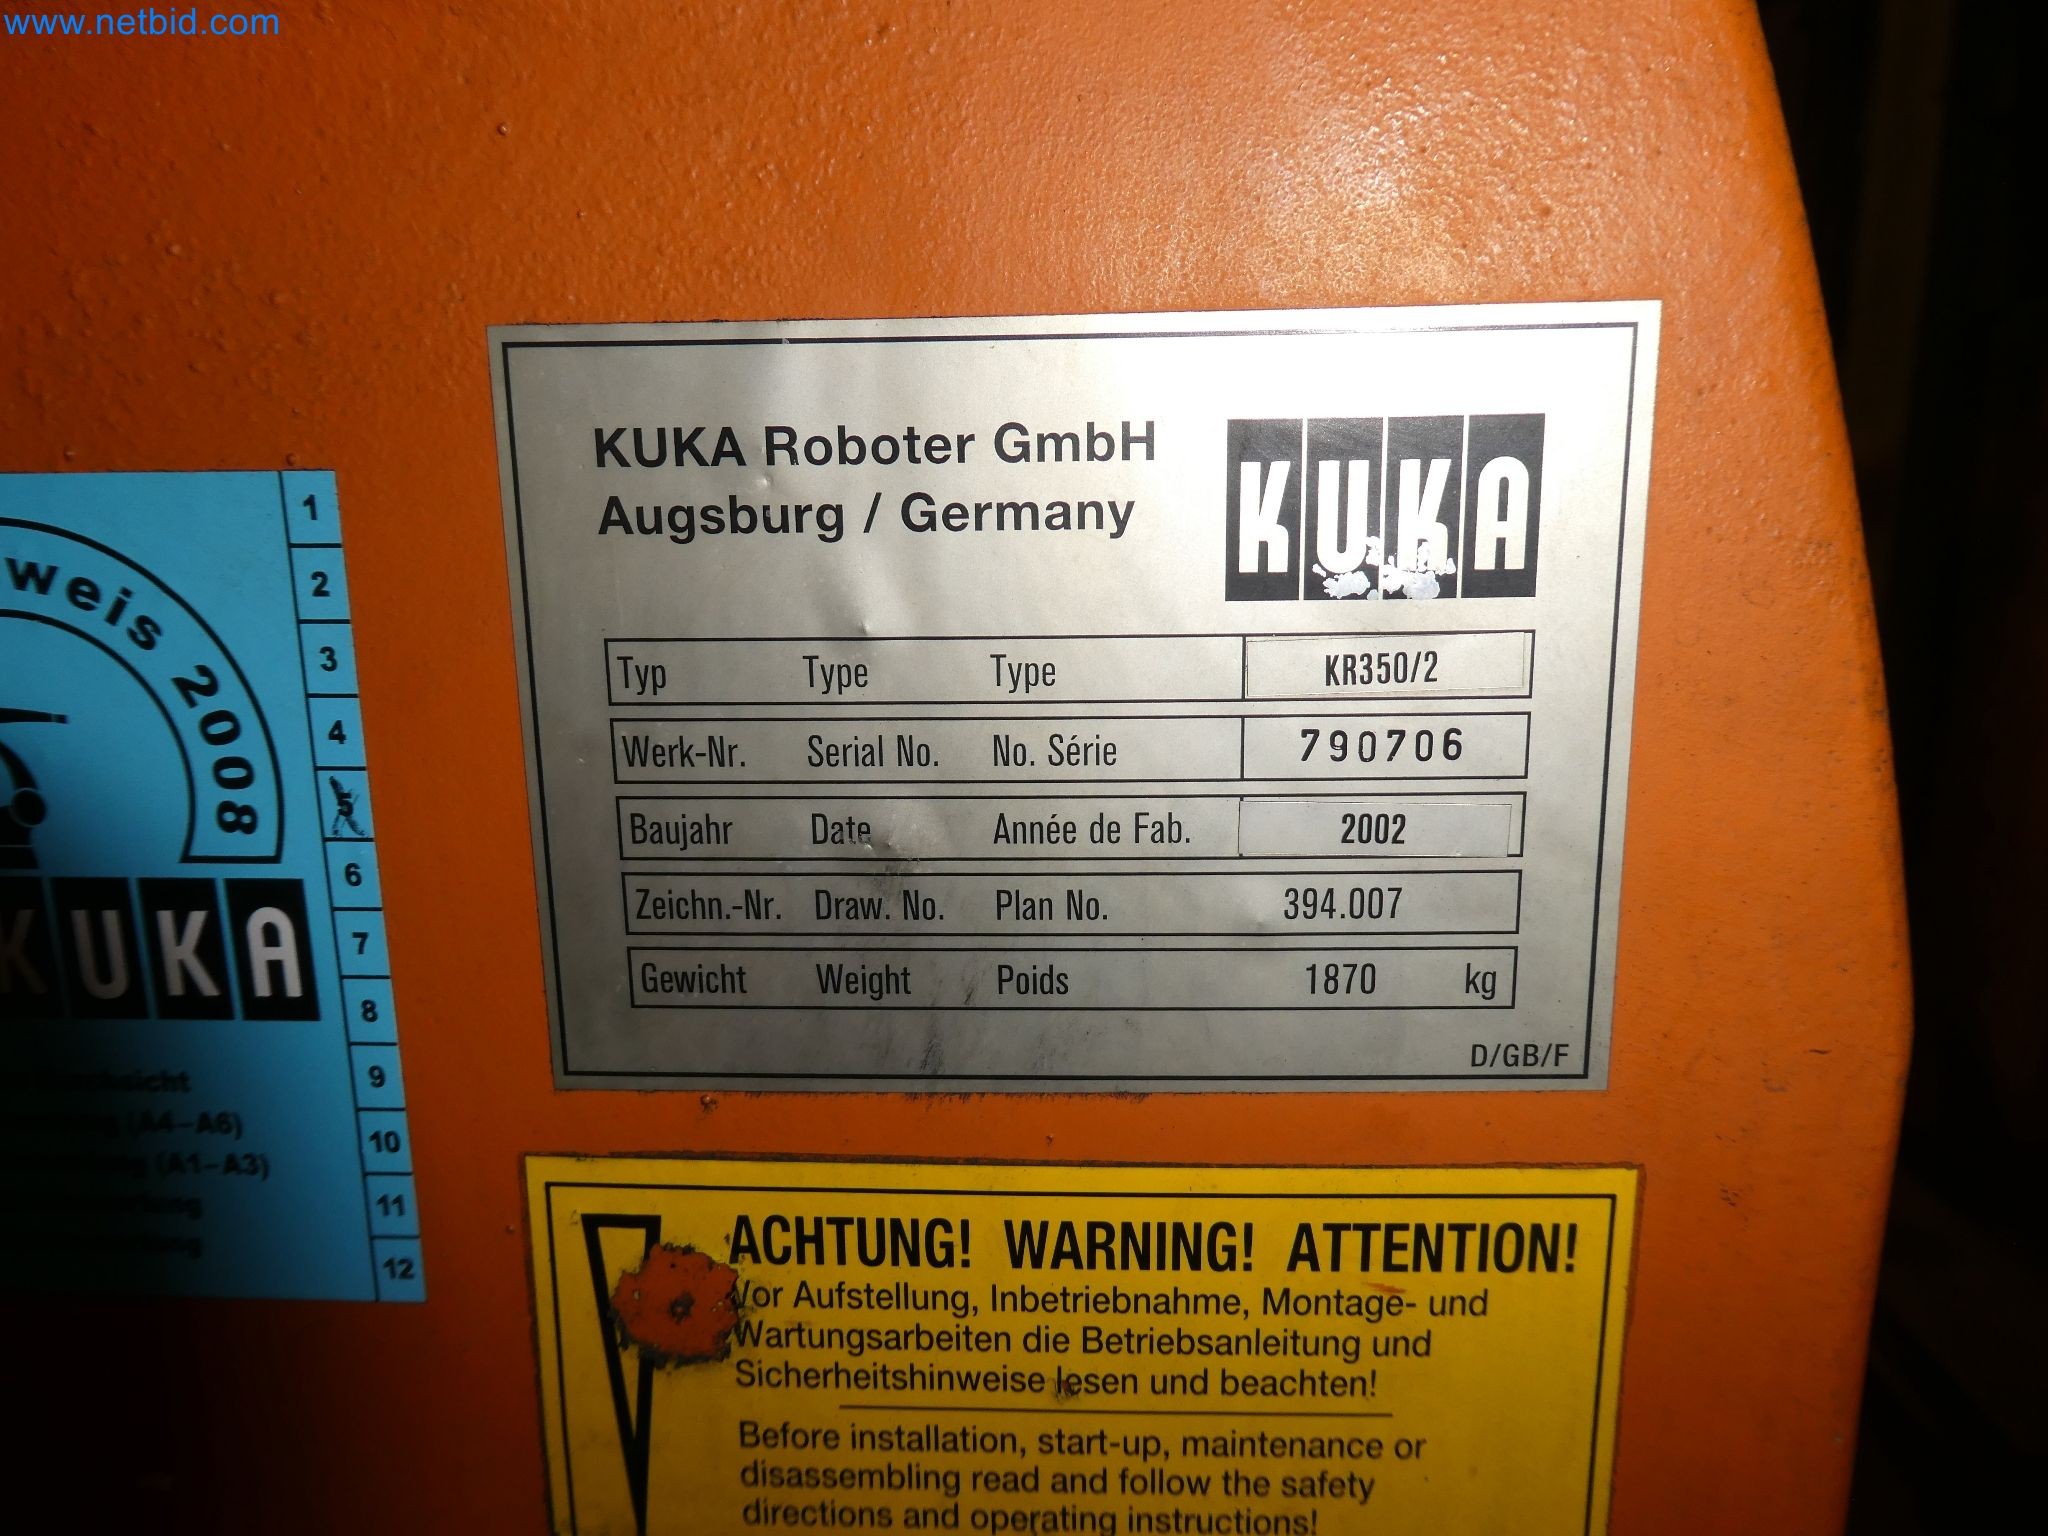 www.netbid.com
KUKA Roboter GmbH
Augsburg / Germany
KUKA
Typ Type Type KR350/2
Werk-Nr. Serial No. No. Série 790706
Baujahr Date Année de Fab. 2002
Zeichn.-Nr. Draw. No. Plan No. 394.007
Gewicht Weight Poids 1870 kg
D/GB/F
weis 2008
KUKA
(A4–A6)
(A1–A3)
1
2
3
4
5
6
7
8
9
10
11
12
ACHTUNG! WARNING! ATTENTION!
Vor Aufstellung, Inbetriebnahme, Montage- und
Wartungsarbeiten die Betriebsanleitung und
Sicherheitshinweise lesen und beachten!
Before installation, start-up, maintenance or
disassembling read and follow the safety
directions and operating instructions!